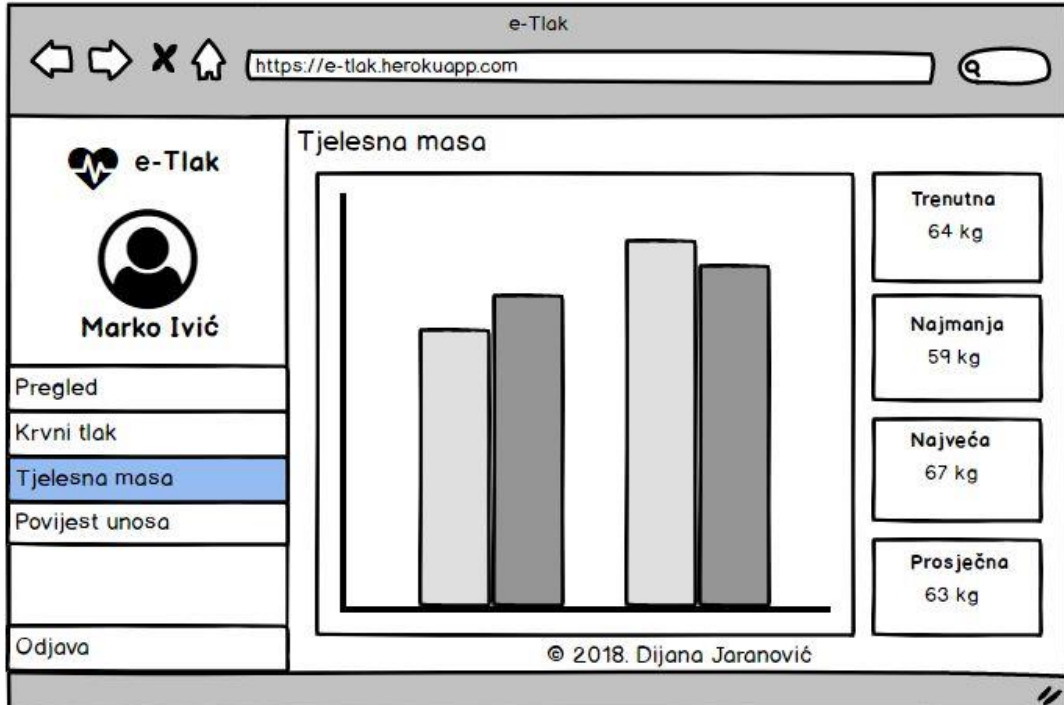 e-Tlak
https://e-tlak.herokuapp.com
e-Tlak
Marko Ivić
Pregled
Krvni tlak
Tjelesna masa
Povijest unosa
Odjava
Tjelesna masa
Trenutna
64 kg
Najmanja
59 kg
Najveća
67 kg
Prosječna
63 kg
© 2018. Dijana Jaranović